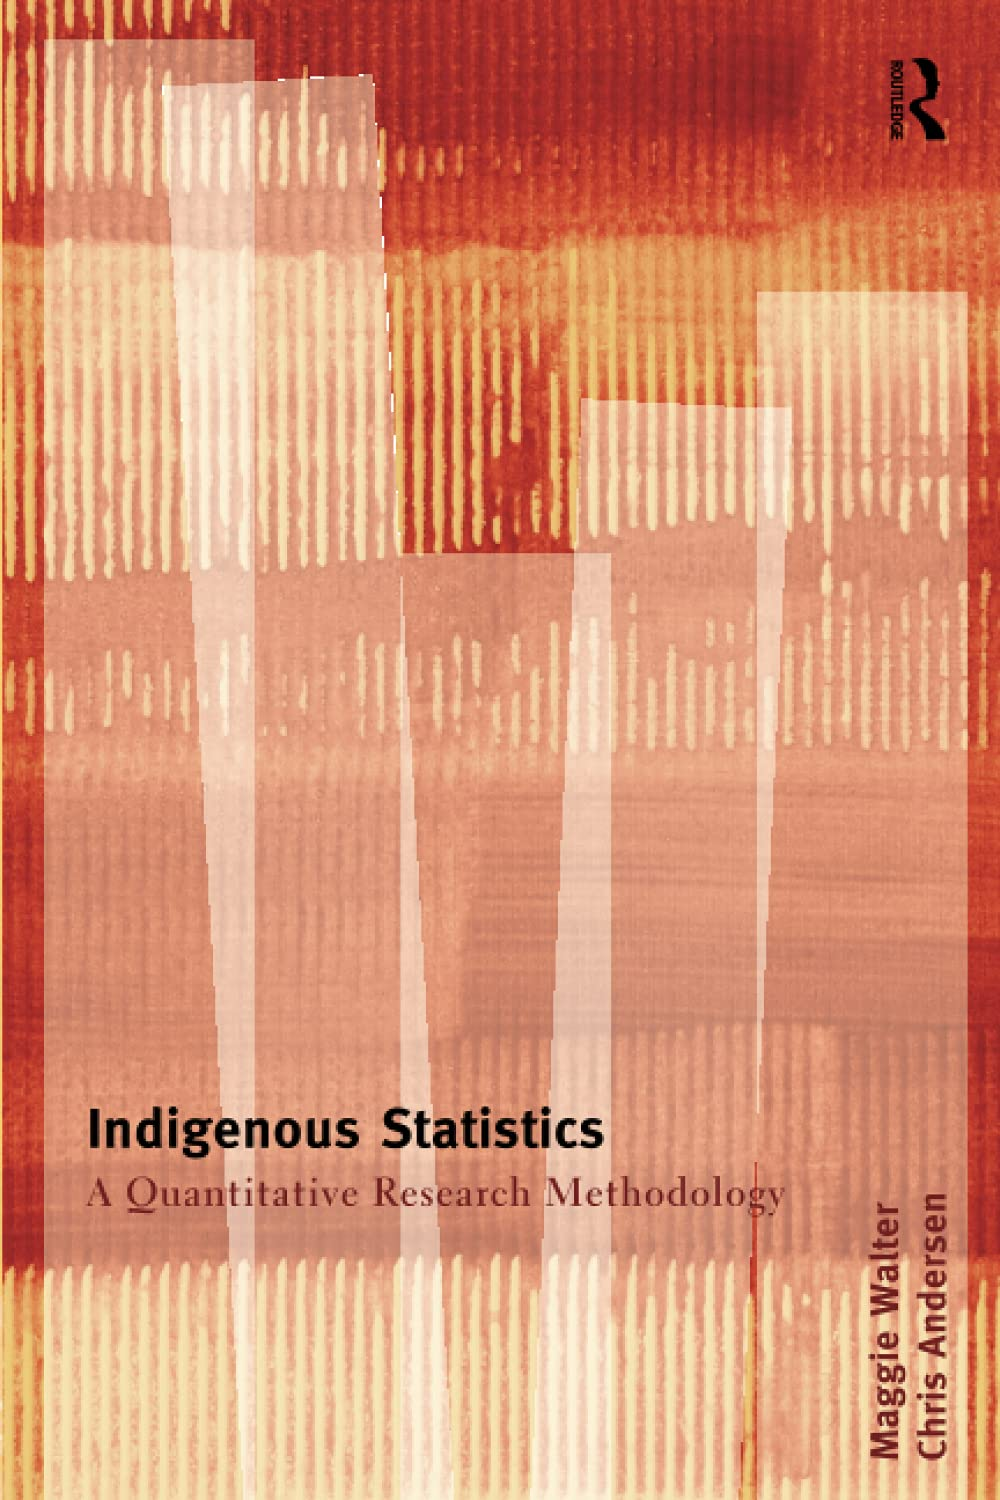 ROUTLEDGE
Indigenous Statistics
A Quantitative Research Methodology
Maggie Walter
Chris Andersen